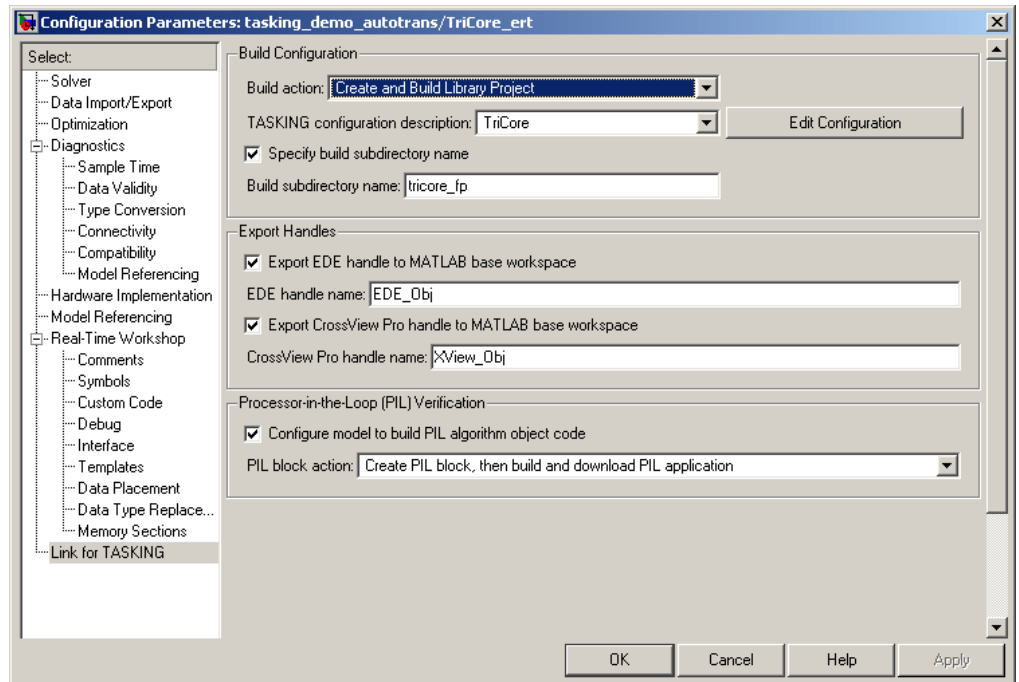 Configuration Parameters: tasking_demo_autotrans/TriCore_ert
Select:
Solver
Data Import/Export
Optimization
Diagnostics
Sample Time
Data Validity
Type Conversion
Connectivity
Compatibility
Model Referencing
Hardware Implementation
Model Referencing
Real-Time Workshop
Comments
Symbols
Custom Code
Debug
Interface
Templates
Data Placement
Data Type Replace...
Memory Sections
Link for TASKING
Build Configuration
Build action: Create and Build Library Project
TASKING configuration description: TriCore Edit Configuration
Specify build subdirectory name
Build subdirectory name: tricore_fp
Export Handles
Export EDE handle to MATLAB base workspace
EDE handle name: EDE_Obj
Export CrossView Pro handle to MATLAB base workspace
CrossView Pro handle name: XView_Obj
Processor-in-the-Loop (PIL) Verification
Configure model to build PIL algorithm object code
PIL block action: Create PIL block, then build and download PIL application
OK Cancel Help Apply